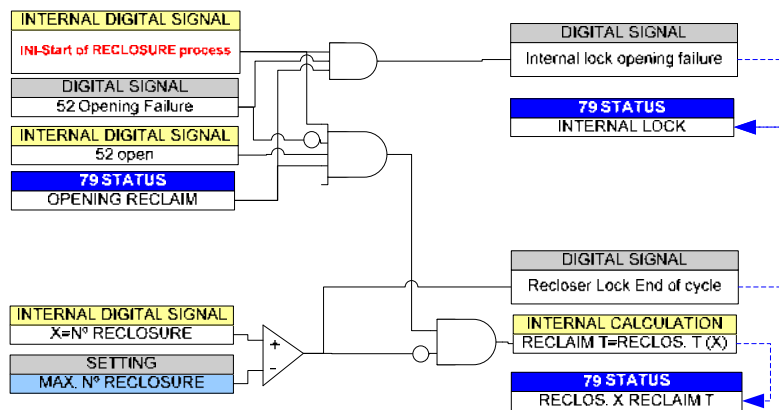 INTERNAL DIGITAL SIGNAL
INI-Start of RECLOSURE process
DIGITAL SIGNAL
52 Opening Failure
INTERNAL DIGITAL SIGNAL
52 open
79 STATUS
OPENING RECLAIM
DIGITAL SIGNAL
Internal lock opening failure
79 STATUS
INTERNAL LOCK
DIGITAL SIGNAL
Recloser Lock End of cycle
INTERNAL DIGITAL SIGNAL
X=Nº RECLOSURE
SETTING
MAX. Nº RECLOSURE
+
-
INTERNAL CALCULATION
RECLAIM T=RECLOS. T (X)
79 STATUS
RECLOS. X RECLAIM T